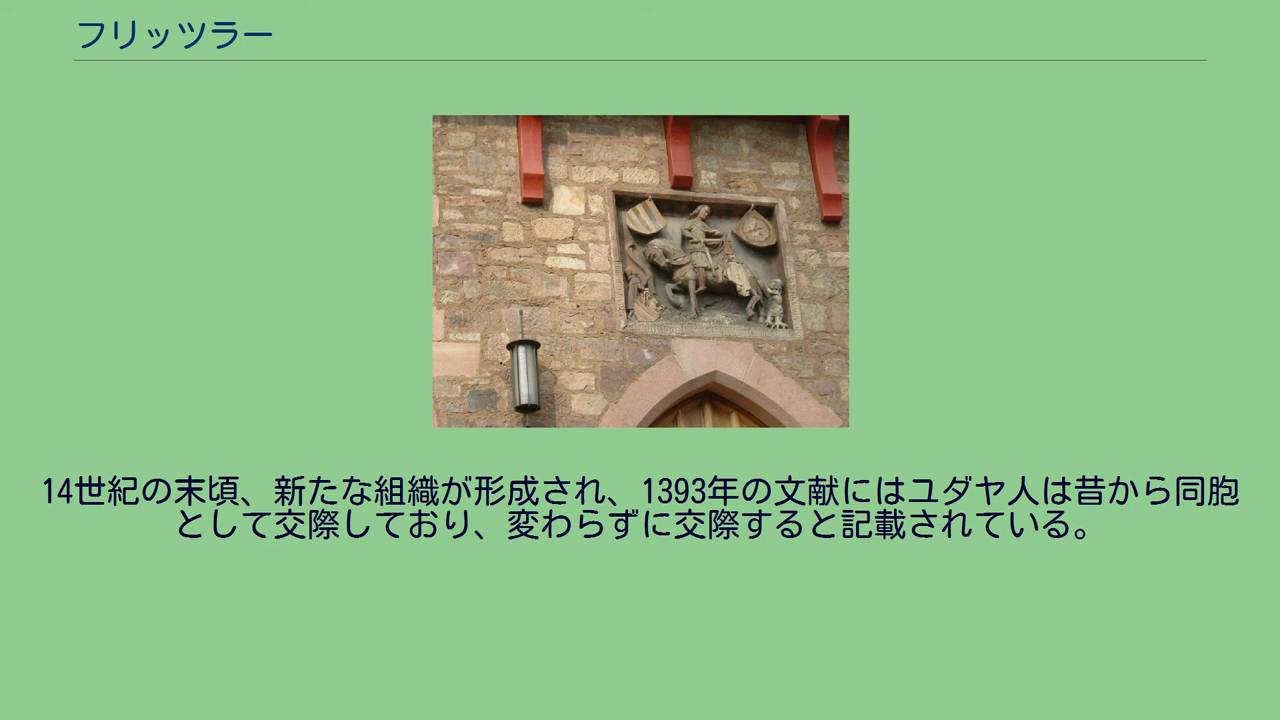 フリッツラー
14世紀の末頃、新たな組織が形成され、1393年の文献にはユダヤ人は昔から同胞
として交際しており、変わらずに交際すると記載されている。